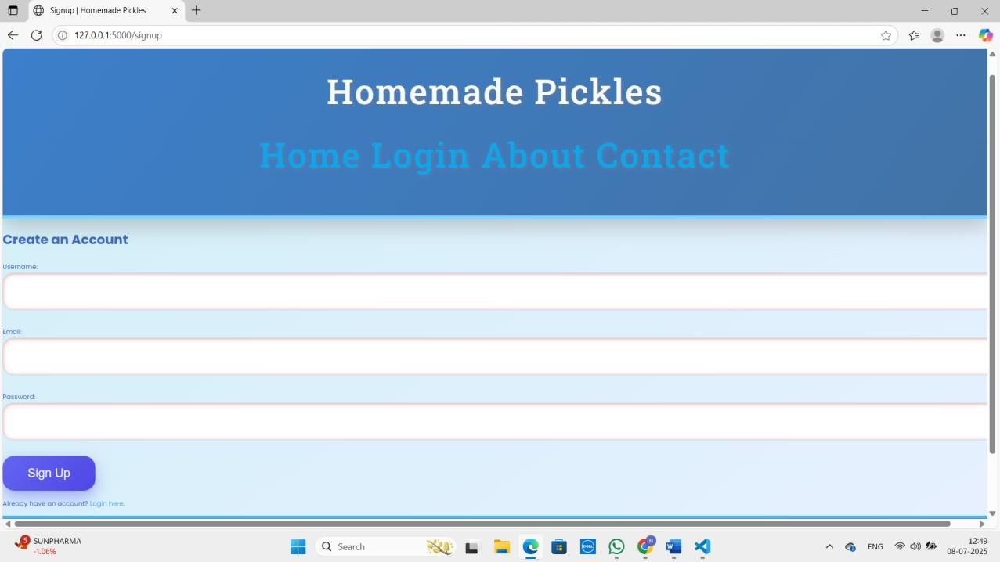 Signup | Homemade Pickles
127.0.0.1:5000/signup
Homemade Pickles
Home Login About Contact
Create an Account
Username:
Email:
Password:
Sign Up
Already have an account? Login here.
5
SUNPHARMA
-1.06%
Search
DELL
N
W
ENG
12:49
08-07-2025